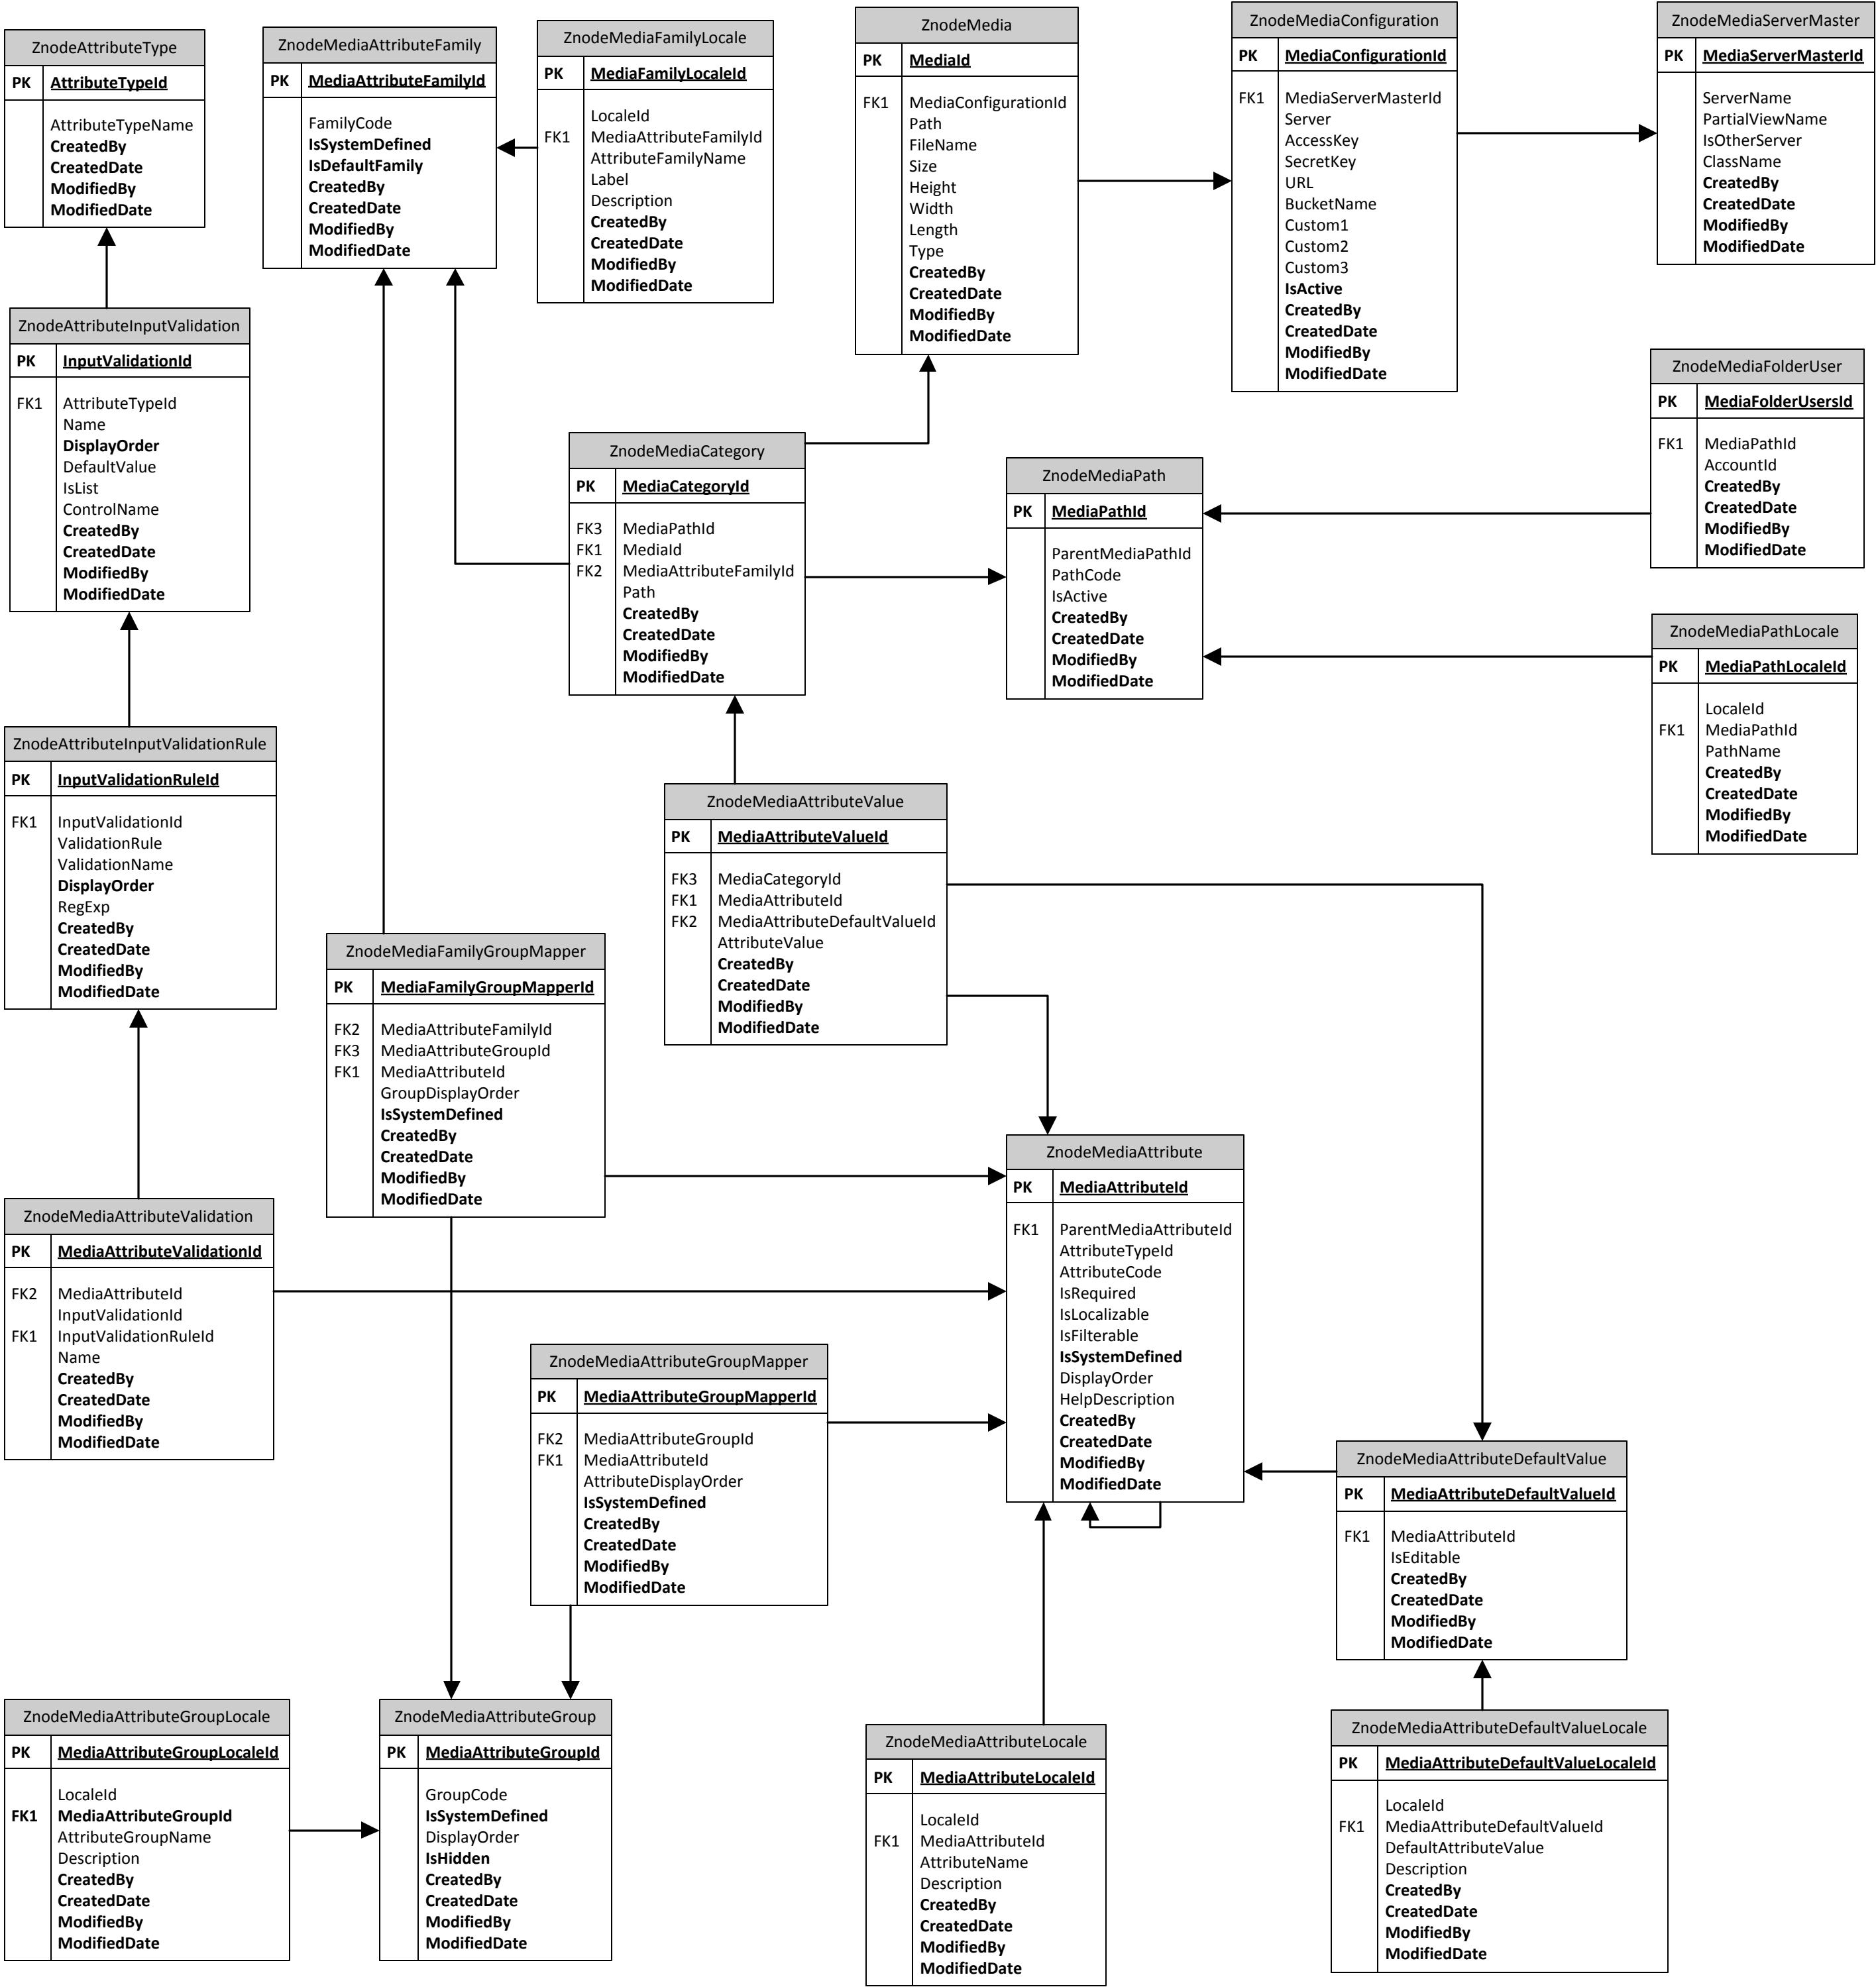 ZnodeAttributeType
PK AttributeTypeId
AttributeTypeName
CreatedBy
CreatedDate
ModifiedBy
ModifiedDate
ZnodeMediaAttributeFamily
PK MediaAttributeFamilyId
FamilyCode
IsSystemDefined
IsDefaultFamily
CreatedBy
CreatedDate
ModifiedBy
ModifiedDate
ZnodeMediaFamilyLocale
PK MediaFamilyLocaleId
LocaleId
FK1 MediaAttributeFamilyId
AttributeFamilyName
Label
Description
CreatedBy
CreatedDate
ModifiedBy
ModifiedDate
ZnodeMedia
PK MediaId
FK1 MediaConfigurationId
Path
FileName
Size
Height
Width
Length
Type
CreatedBy
CreatedDate
ModifiedBy
ModifiedDate
ZnodeMediaConfiguration
PK MediaConfigurationId
FK1 MediaServerMasterId
Server
AccessKey
SecretKey
URL
BucketName
Custom1
Custom2
Custom3
IsActive
CreatedBy
CreatedDate
ModifiedBy
ModifiedDate
ZnodeMediaServerMaster
PK MediaServerMasterId
ServerName
PartialViewName
IsOtherServer
ClassName
CreatedBy
CreatedDate
ModifiedBy
ModifiedDate
ZnodeAttributeInputValidation
PK InputValidationId
FK1 AttributeTypeId
Name
DisplayOrder
DefaultValue
IsList
ControlName
CreatedBy
CreatedDate
ModifiedBy
ModifiedDate
ZnodeMediaCategory
PK MediaCategoryId
FK3 MediaPathId
FK1 MediaId
FK2 MediaAttributeFamilyId
Path
CreatedBy
CreatedDate
ModifiedBy
ModifiedDate
ZnodeMediaPath
PK MediaPathId
ParentMediaPathId
PathCode
IsActive
CreatedBy
CreatedDate
ModifiedBy
ModifiedDate
ZnodeMediaFolderUser
PK MediaFolderUsersId
FK1 MediaPathId
AccountId
CreatedBy
CreatedDate
ModifiedBy
ModifiedDate
ZnodeMediaPathLocale
PK MediaPathLocaleId
LocaleId
FK1 MediaPathId
PathName
CreatedBy
CreatedDate
ModifiedBy
ModifiedDate
ZnodeAttributeInputValidationRule
PK InputValidationRuleId
FK1 InputValidationId
ValidationRule
ValidationName
DisplayOrder
RegExp
CreatedBy
CreatedDate
ModifiedBy
ModifiedDate
ZnodeMediaAttributeValue
PK MediaAttributeValueId
FK3 MediaCategoryId
FK1 MediaAttributeId
FK2 MediaAttributeDefaultValueId
AttributeValue
CreatedBy
CreatedDate
ModifiedBy
ModifiedDate
ZnodeMediaFamilyGroupMapper
PK MediaFamilyGroupMapperId
FK2 MediaAttributeFamilyId
FK3 MediaAttributeGroupId
FK1 MediaAttributeId
GroupDisplayOrder
IsSystemDefined
CreatedBy
CreatedDate
ModifiedBy
ModifiedDate
ZnodeMediaAttribute
PK MediaAttributeId
FK1 ParentMediaAttributeId
AttributeTypeId
AttributeCode
IsRequired
IsLocalizable
IsFilterable
IsSystemDefined
DisplayOrder
HelpDescription
CreatedBy
CreatedDate
ModifiedBy
ModifiedDate
ZnodeMediaAttributeValidation
PK MediaAttributeValidationId
FK2 MediaAttributeId
InputValidationId
FK1 InputValidationRuleId
Name
CreatedBy
CreatedDate
ModifiedBy
ModifiedDate
ZnodeMediaAttributeGroupMapper
PK MediaAttributeGroupMapperId
FK2 MediaAttributeGroupId
FK1 MediaAttributeId
AttributeDisplayOrder
IsSystemDefined
CreatedBy
CreatedDate
ModifiedBy
ModifiedDate
ZnodeMediaAttributeDefaultValue
PK MediaAttributeDefaultValueId
FK1 MediaAttributeId
IsEditable
CreatedBy
CreatedDate
ModifiedBy
ModifiedDate
ZnodeMediaAttributeGroupLocale
PK MediaAttributeGroupLocaleId
LocaleId
FK1 MediaAttributeGroupId
AttributeGroupName
Description
CreatedBy
CreatedDate
ModifiedBy
ModifiedDate
ZnodeMediaAttributeGroup
PK MediaAttributeGroupId
GroupCode
IsSystemDefined
DisplayOrder
IsHidden
CreatedBy
CreatedDate
ModifiedBy
ModifiedDate
ZnodeMediaAttributeLocale
PK MediaAttributeLocaleId
LocaleId
FK1 MediaAttributeId
AttributeName
Description
CreatedBy
CreatedDate
ModifiedBy
ModifiedDate
ZnodeMediaAttributeDefaultValueLocale
PK MediaAttributeDefaultValueLocaleId
LocaleId
FK1 MediaAttributeDefaultValueId
DefaultAttributeValue
Description
CreatedBy
CreatedDate
ModifiedBy
ModifiedDate